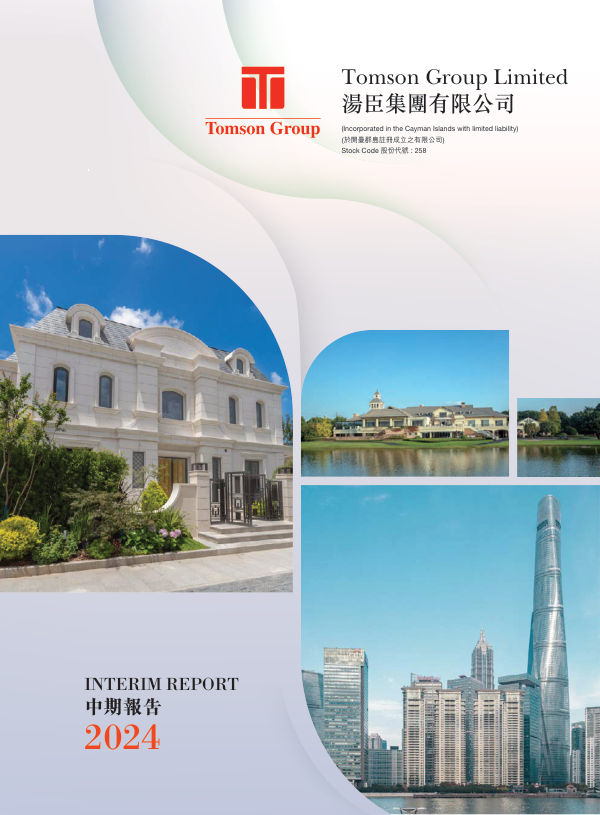 Tomson Group
Tomson Group Limited
湯臣集團有限公司
(Incorporated in the Cayman Islands with limited liability)
(於開曼群島註冊成立之有限公司)
Stock Code 股份代號 : 258
INTERIM REPORT
中期報告
2024